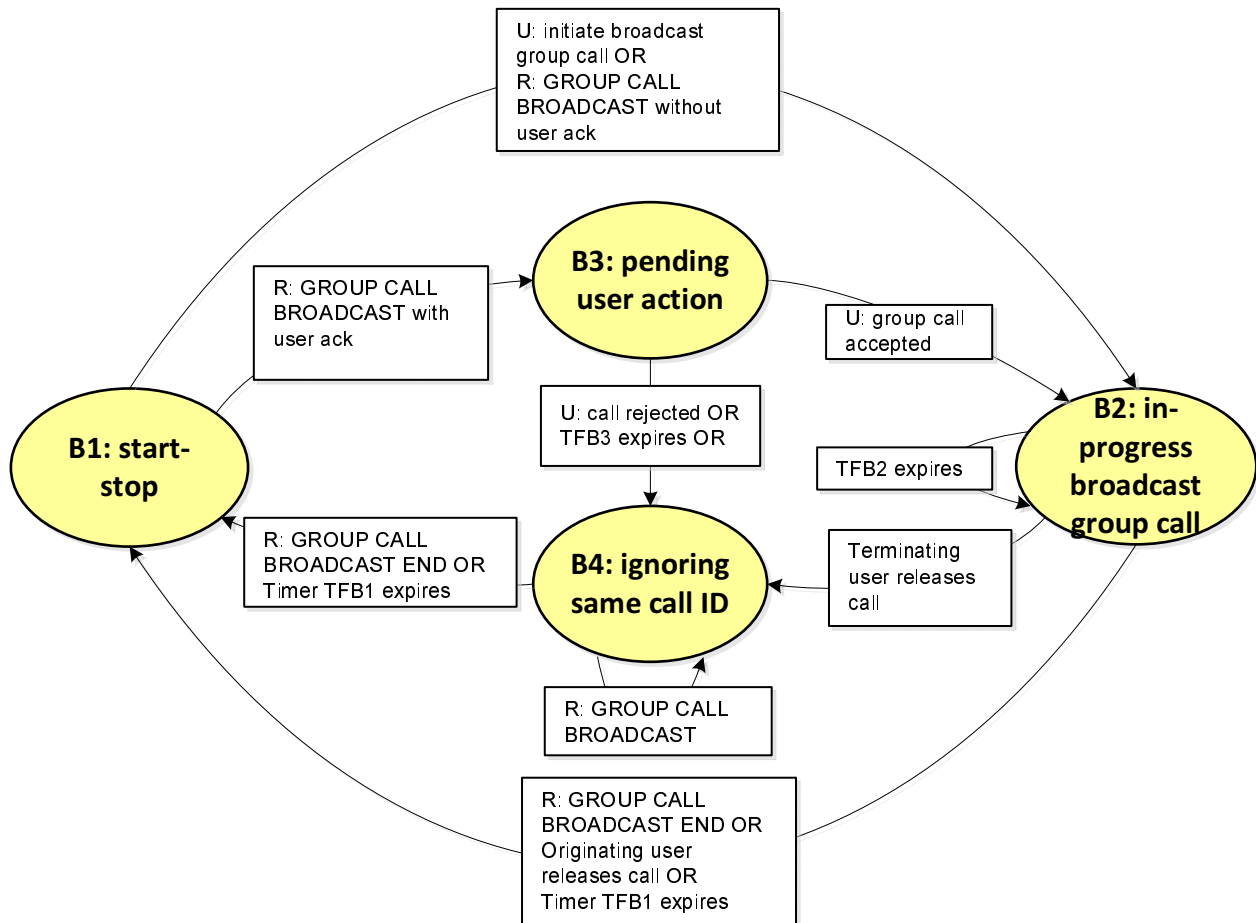 U: initiate broadcast
group call OR
R: GROUP CALL
BROADCAST without
user ack
B3: pending
user action
R: GROUP CALL
BROADCAST with
user ack
U: group call
accepted
U: call rejected OR
TFB3 expires OR
B1: start-
stop
B2: in-
progress
broadcast
group call
TFB2 expires
R: GROUP CALL
BROADCAST END OR
Timer TFB1 expires
B4: ignoring
same call ID
Terminating
user releases
call
R: GROUP CALL
BROADCAST
R: GROUP CALL
BROADCAST END OR
Originating user
releases call OR
Timer TFB1 expires